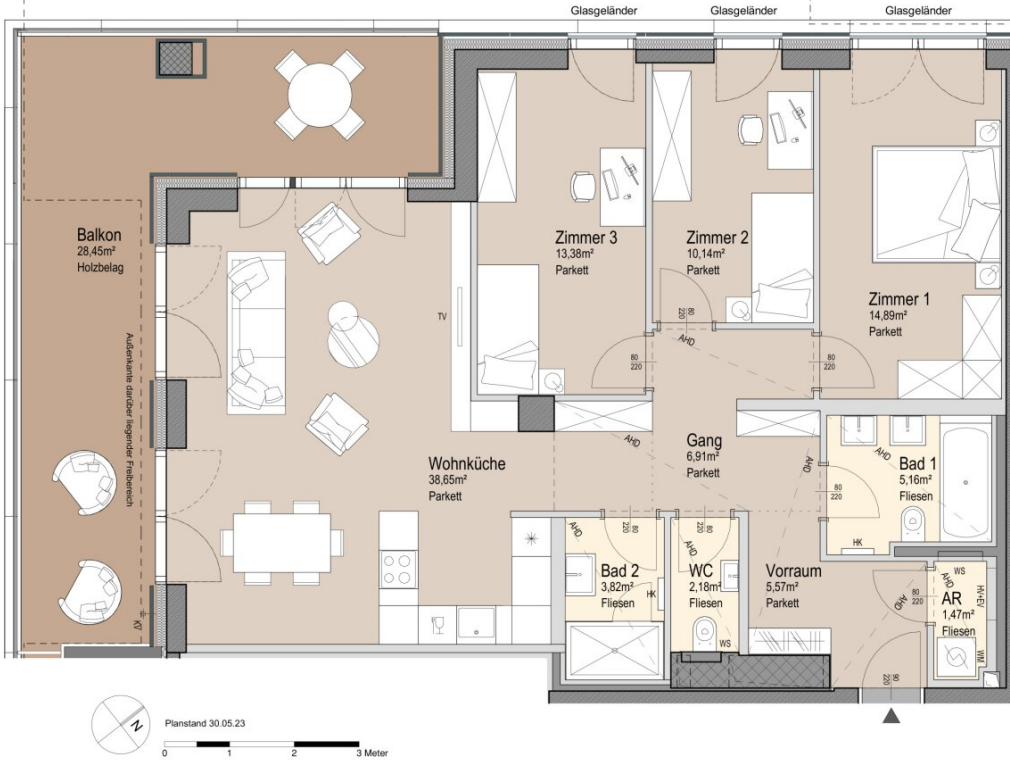 Glasgeländer
Glasgeländer
Glasgeländer
Balkon
28,45m²
Holzbelag
Außenkante darüber liegender Freibereich
KV
TV
Zimmer 3
13,38m²
Parkett
Zimmer 2
10,14m²
Parkett
Zimmer 1
14,89m²
Parkett
80
220
AHD
80
220
80
220
Wohnküche
38,65m²
Parkett
AHD
Gang
6,91m²
Parkett
AHD
AHD
Bad 1
5,16m²
Fliesen
80
220
HK
AHD
80
220
Bad 2
3,82m²
Fliesen
HK
AHD
80
220
WC
2,18m²
Fliesen
WS
Vorraum
5,57m²
Parkett
AHD
80
220
AHD
WS
HV+EV
AR
1,47m²
Fliesen
WM
90
220
N
Planstand 30.05.23
0 1 2 3 Meter